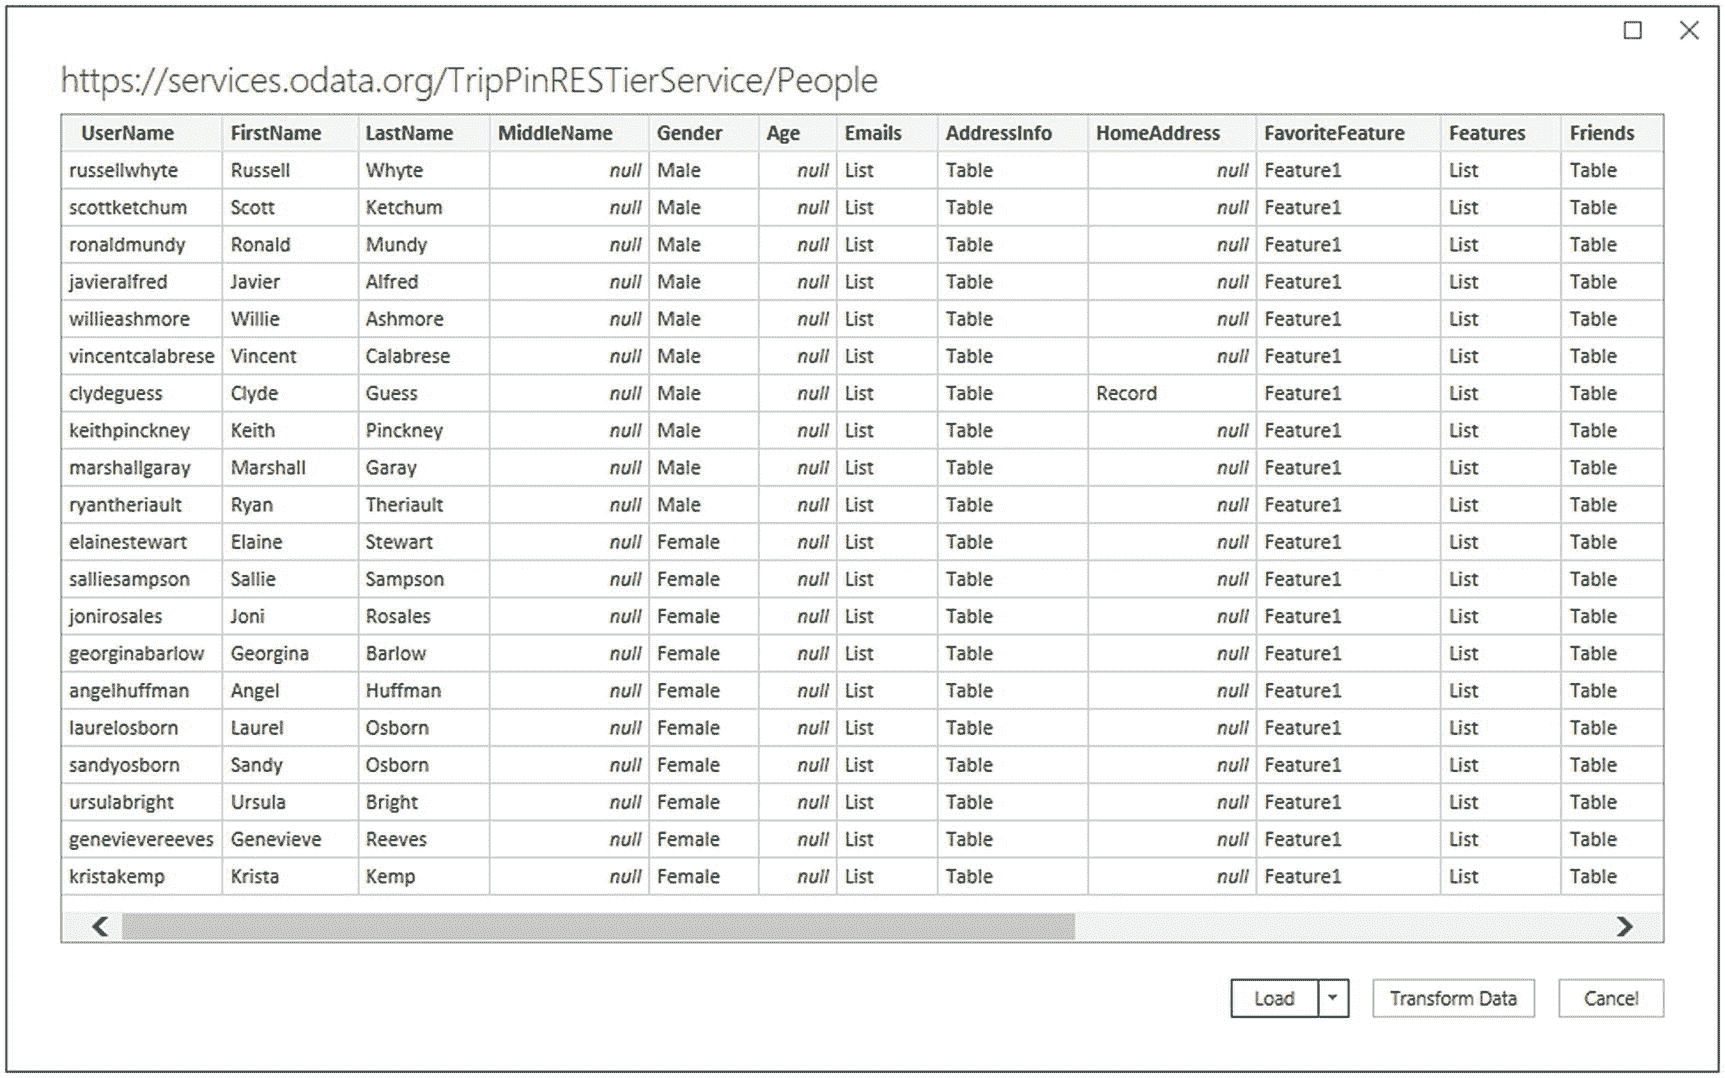 https://services.odata.org/TripPinRESTierService/People
UserName FirstName LastName MiddleName Gender Age Emails AddressInfo HomeAddress FavoriteFeature Features Friends
russellwhyte Russell Whyte null Male null List Table null Feature1 List Table
scottketchum Scott Ketchum null Male null List Table null Feature1 List Table
ronaldmundy Ronald Mundy null Male null List Table null Feature1 List Table
javieralfred Javier Alfred null Male null List Table null Feature1 List Table
willieashmore Willie Ashmore null Male null List Table null Feature1 List Table
vincentcalabrese Vincent Calabrese null Male null List Table null Feature1 List Table
clydeguess Clyde Guess null Male null List Table Record Feature1 List Table
keithpinckney Keith Pinckney null Male null List Table null Feature1 List Table
marshallgaray Marshall Garay null Male null List Table null Feature1 List Table
ryantheriault Ryan Theriault null Male null List Table null Feature1 List Table
elainestewart Elaine Stewart null Female null List Table null Feature1 List Table
salliesampson Sallie Sampson null Female null List Table null Feature1 List Table
jonirosales Joni Rosales null Female null List Table null Feature1 List Table
georginabarlow Georgina Barlow null Female null List Table null Feature1 List Table
angelhuffman Angel Huffman null Female null List Table null Feature1 List Table
laurelosborn Laurel Osborn null Female null List Table null Feature1 List Table
sandyosborn Sandy Osborn null Female null List Table null Feature1 List Table
ursulabright Ursula Bright null Female null List Table null Feature1 List Table
genevievereeves Genevieve Reeves null Female null List Table null Feature1 List Table
kristakemp Krista Kemp null Female null List Table null Feature1 List Table
Load Transform Data Cancel